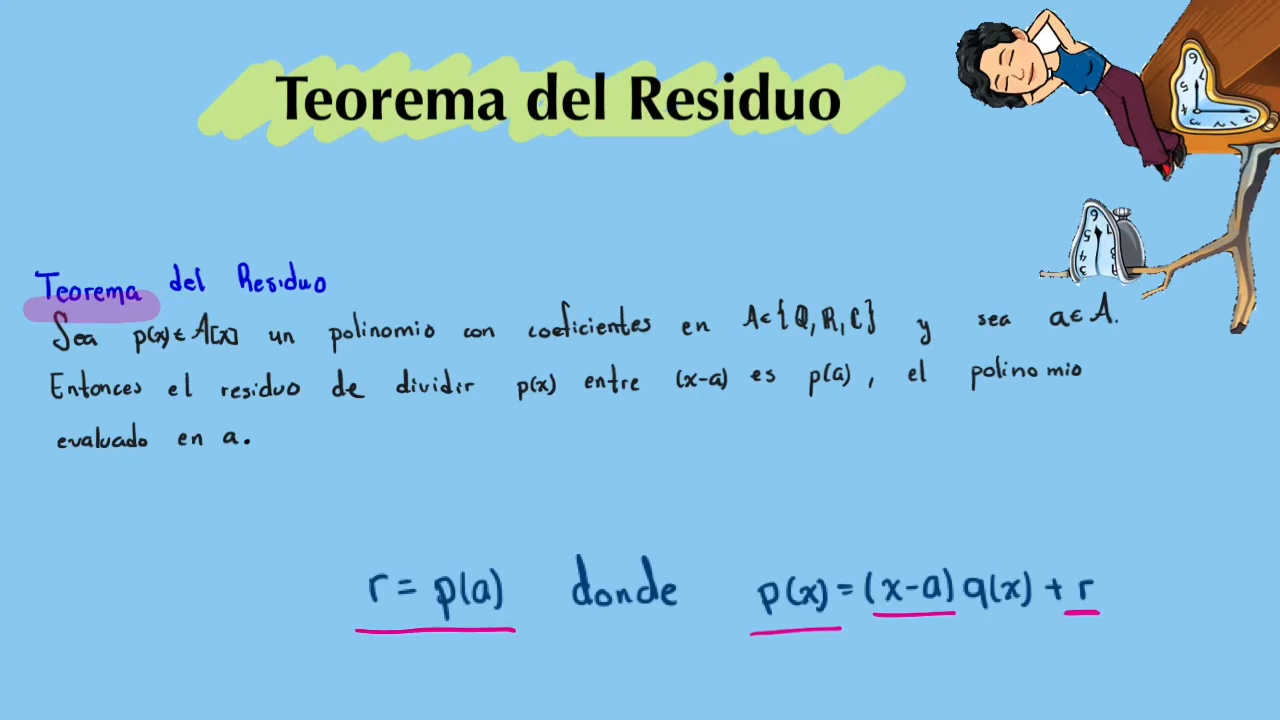 Teorema del Residuo
Teorema del Residuo
Sea p(x) ∈ A[x] un polinomio con coeficientes en A ∈ {Q, R, C} y sea a ∈ A.
Entonces el residuo de dividir p(x) entre (x-a) es p(a), el polinomio
evaluado en a.
r = p(a) donde p(x) = (x-a) q(x) + r